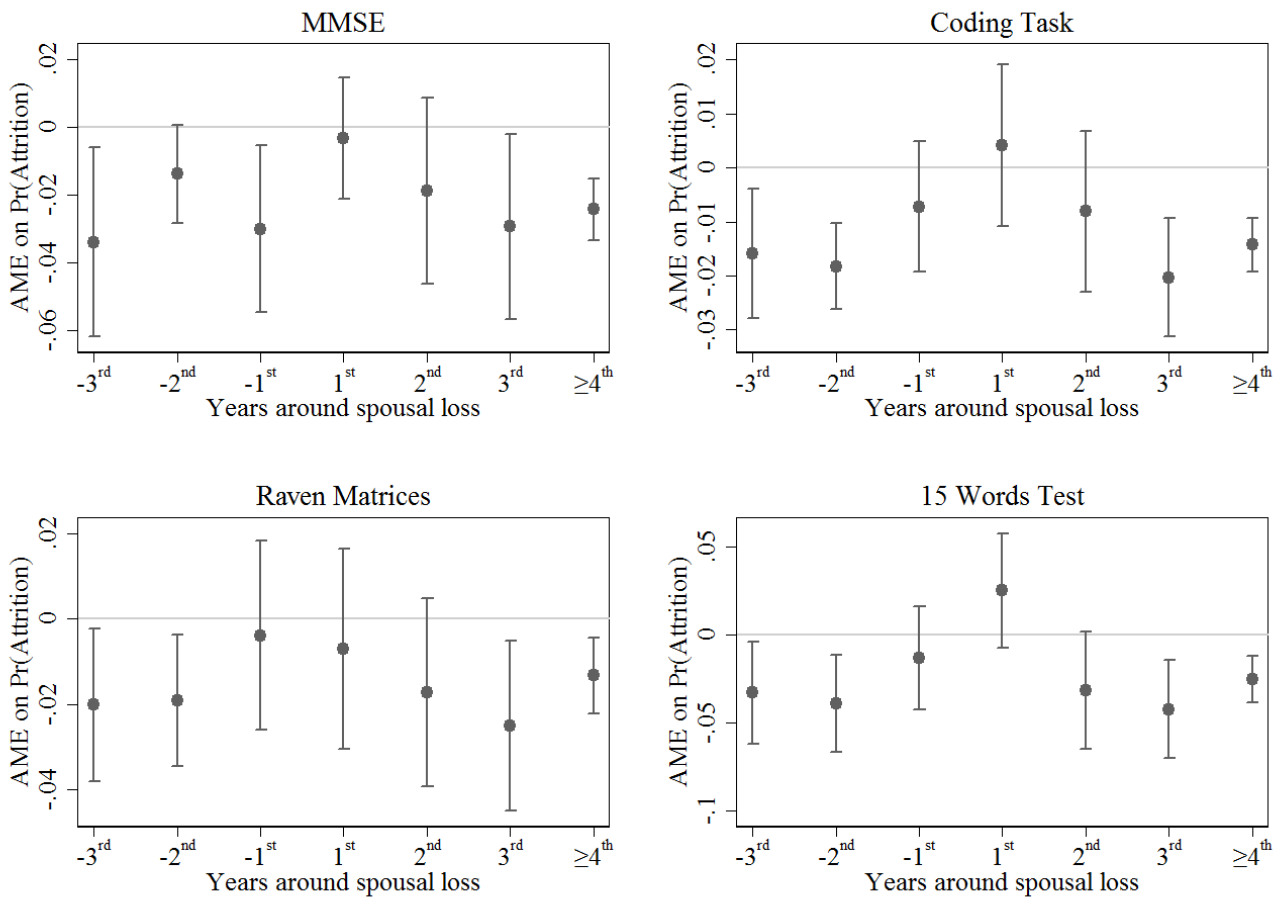 MMSE
AME on Pr(Attrition)
.02
0
-.02
-.04
-.06
-3rd -2nd -1st 1st 2nd 3rd ≥4th
Years around spousal loss
Coding Task
AME on Pr(Attrition)
.02
.01
0
-.01
-.02
-.03
-3rd -2nd -1st 1st 2nd 3rd ≥4th
Years around spousal loss
Raven Matrices
AME on Pr(Attrition)
.02
0
-.02
-.04
-3rd -2nd -1st 1st 2nd 3rd ≥4th
Years around spousal loss
15 Words Test
AME on Pr(Attrition)
.05
0
-.05
-.1
-3rd -2nd -1st 1st 2nd 3rd ≥4th
Years around spousal loss